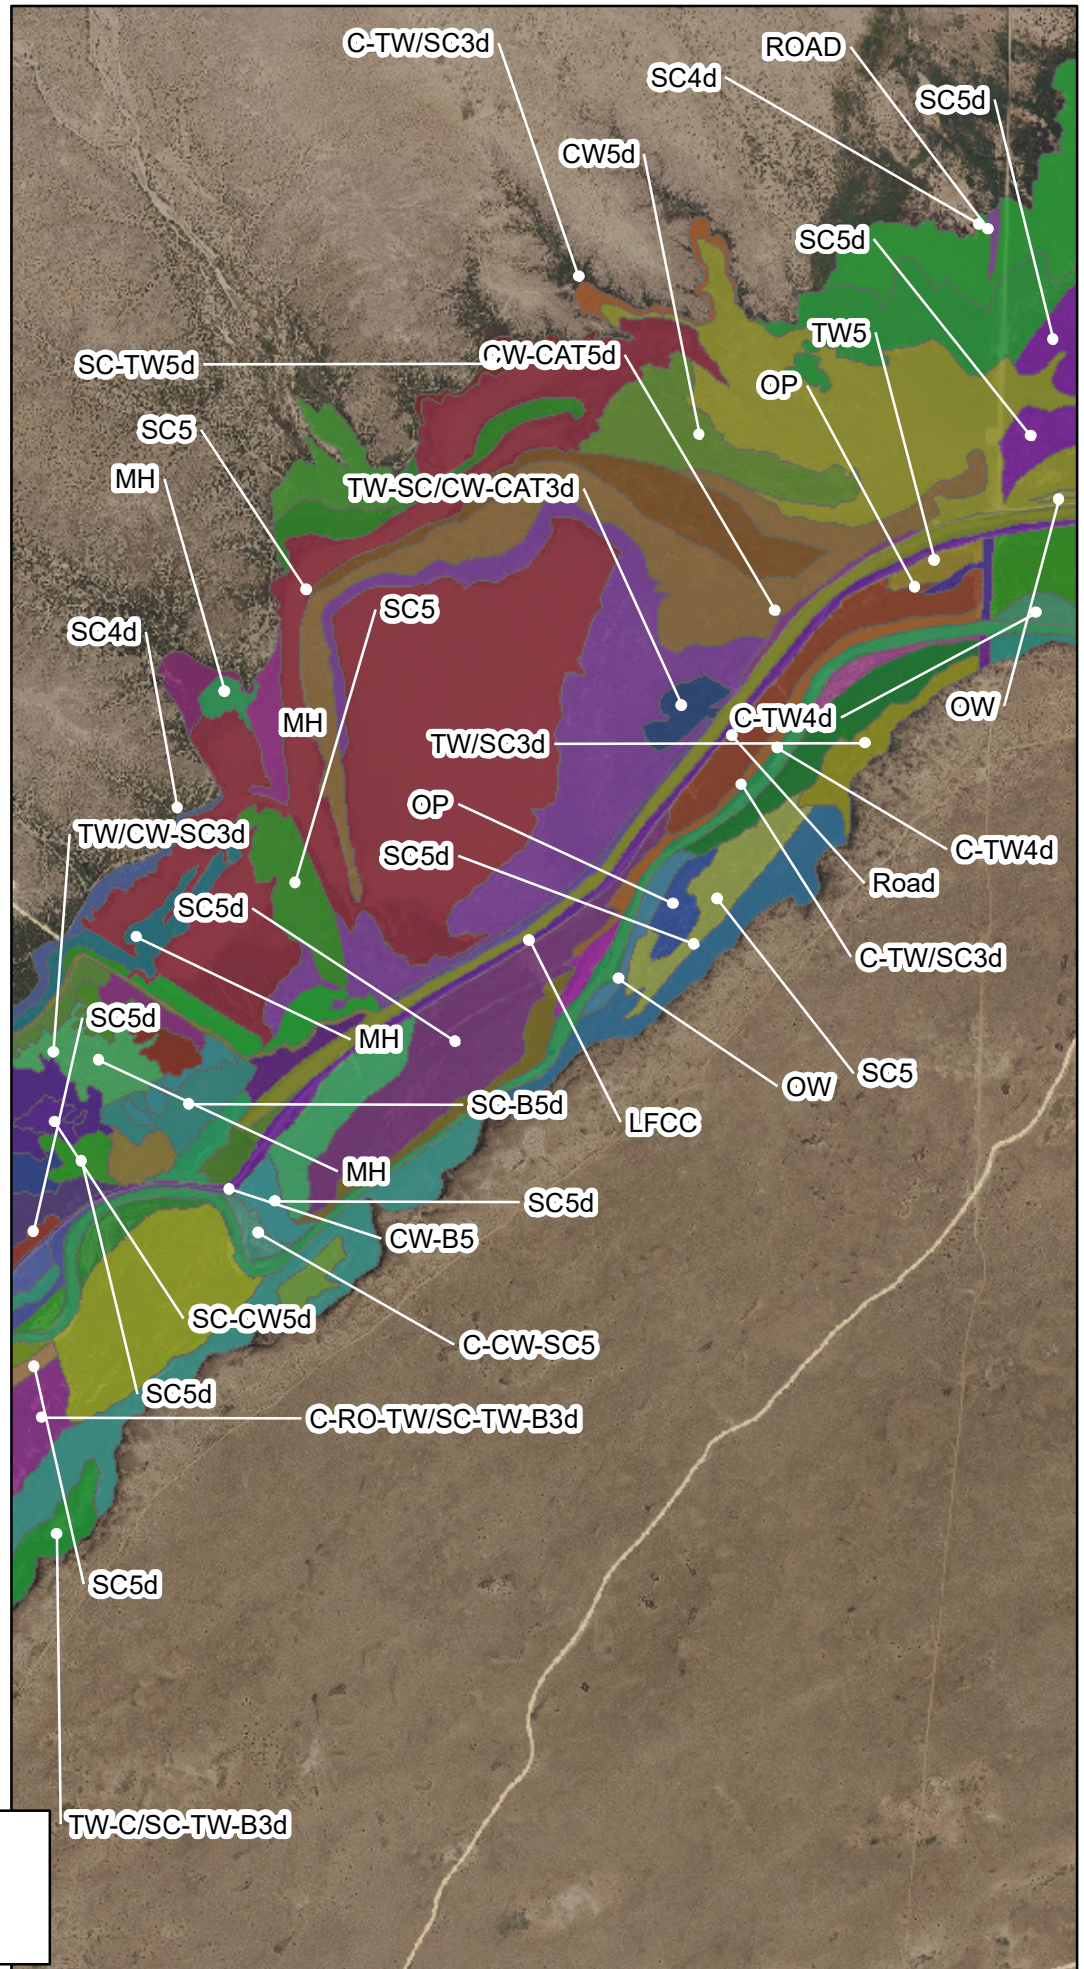 C-TW/SC3d
ROAD
SC4d
SC5d
CW5d
SC5d
TW5
CW-CAT5d
SC-TW5d
OP
SC5
MH
TW-SC/CW-CAT3d
SC5
SC4d
OW
C-TW4d
MH
TW/SC3d
OP
TW/CW-SC3d
C-TW4d
SC5d
Road
SC5d
C-TW/SC3d
SC5d
MH
SC5
OW
SC-B5d
LFCC
MH
SC5d
CW-B5
SC-CW5d
C-CW-SC5
SC5d
C-RO-TW/SC-TW-B3d
SC5d
TW-C/SC-TW-B3d